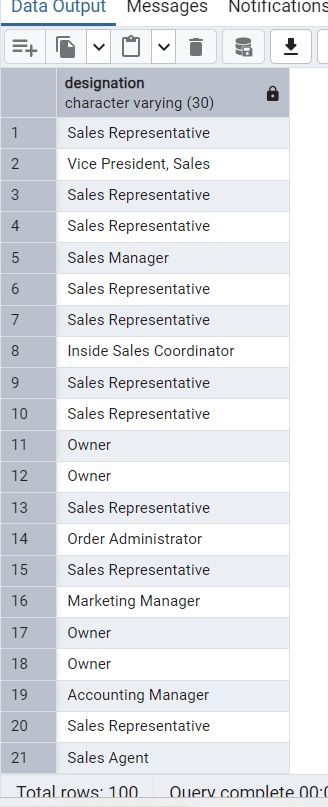 Data Output Messages Notifications
designation
character varying (30)
1 Sales Representative
2 Vice President, Sales
3 Sales Representative
4 Sales Representative
5 Sales Manager
6 Sales Representative
7 Sales Representative
8 Inside Sales Coordinator
9 Sales Representative
10 Sales Representative
11 Owner
12 Owner
13 Sales Representative
14 Order Administrator
15 Sales Representative
16 Marketing Manager
17 Owner
18 Owner
19 Accounting Manager
20 Sales Representative
21 Sales Agent
Total rows: 100 Query complete 00: